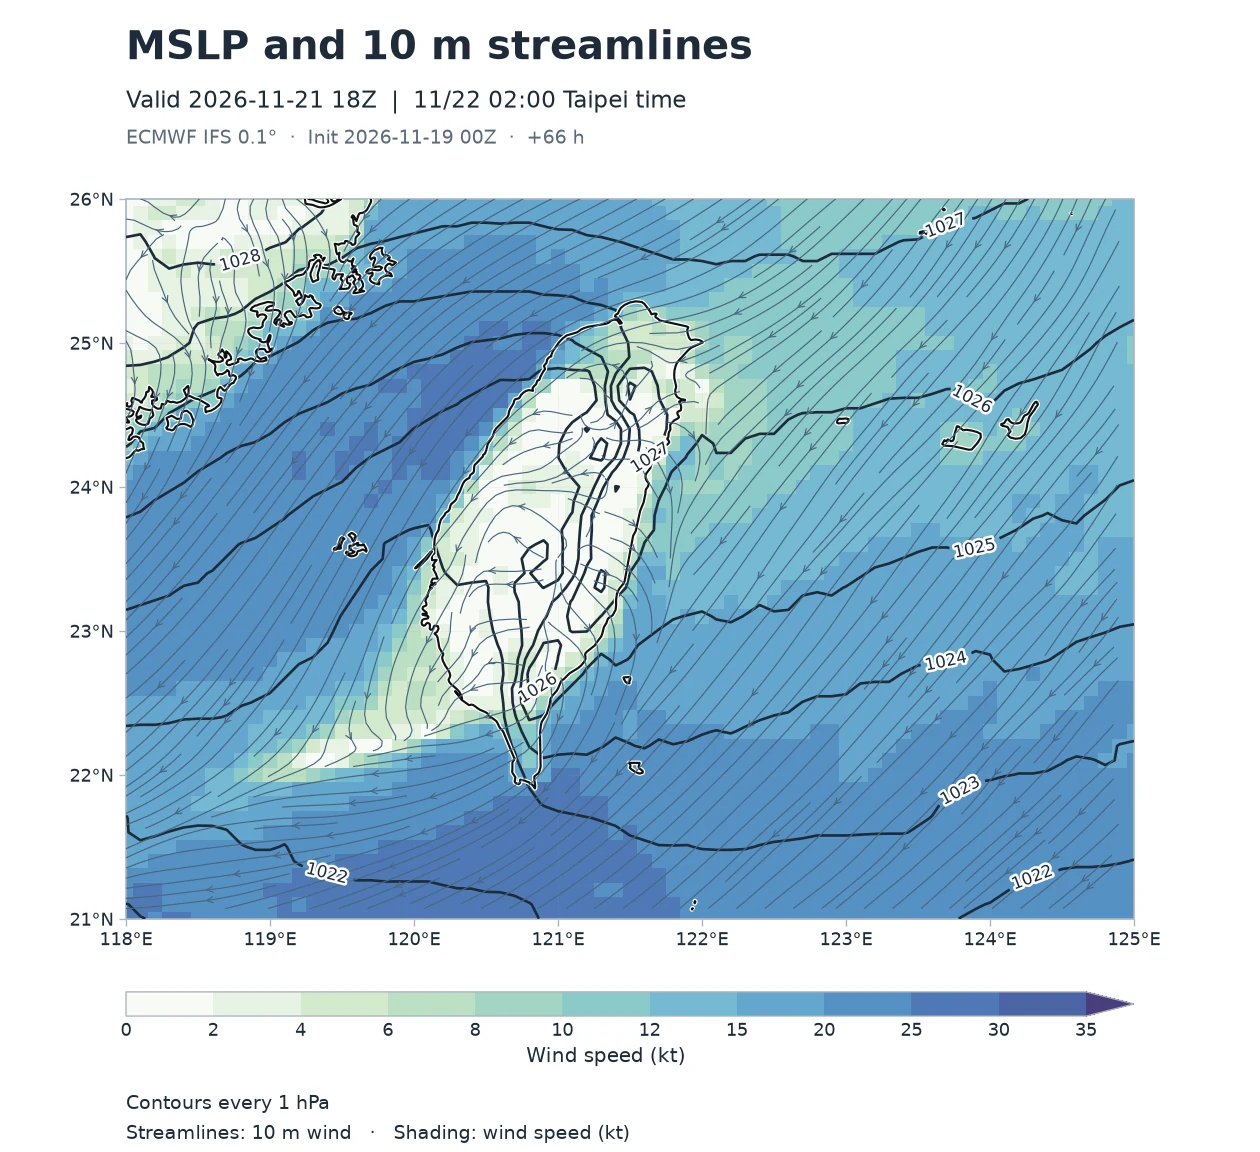 MSLP and 10 m streamlines
Valid 2026-11-21 18Z | 11/22 02:00 Taipei time
ECMWF IFS 0.1° · Init 2026-11-19 00Z · +66 h
26°N
25°N
24°N
23°N
22°N
21°N
1028
1027
1026
1027
1025
1024
1026
1023
1022
1022
118°E 119°E 120°E 121°E 122°E 123°E 124°E 125°E
0 2 4 6 8 10 12 15 20 25 30 35
Wind speed (kt)
Contours every 1 hPa
Streamlines: 10 m wind · Shading: wind speed (kt)